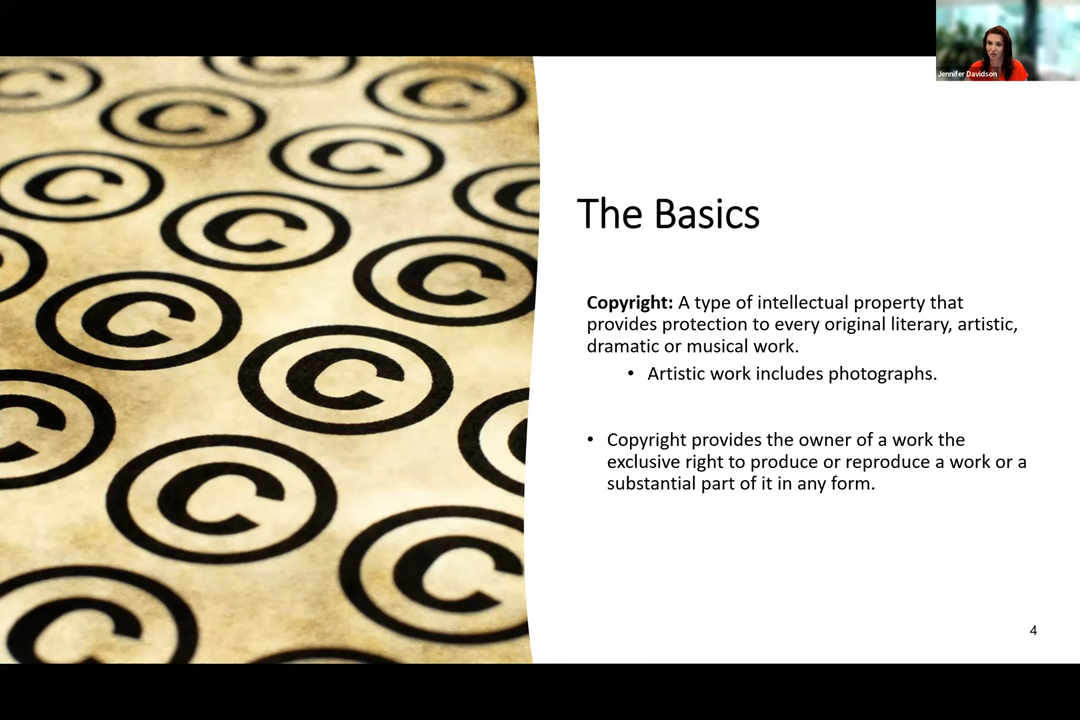 Jennifer Davidson
The Basics
Copyright: A type of intellectual property that
provides protection to every original literary, artistic,
dramatic or musical work.
• Artistic work includes photographs.
• Copyright provides the owner of a work the
exclusive right to produce or reproduce a work or a
substantial part of it in any form.
4